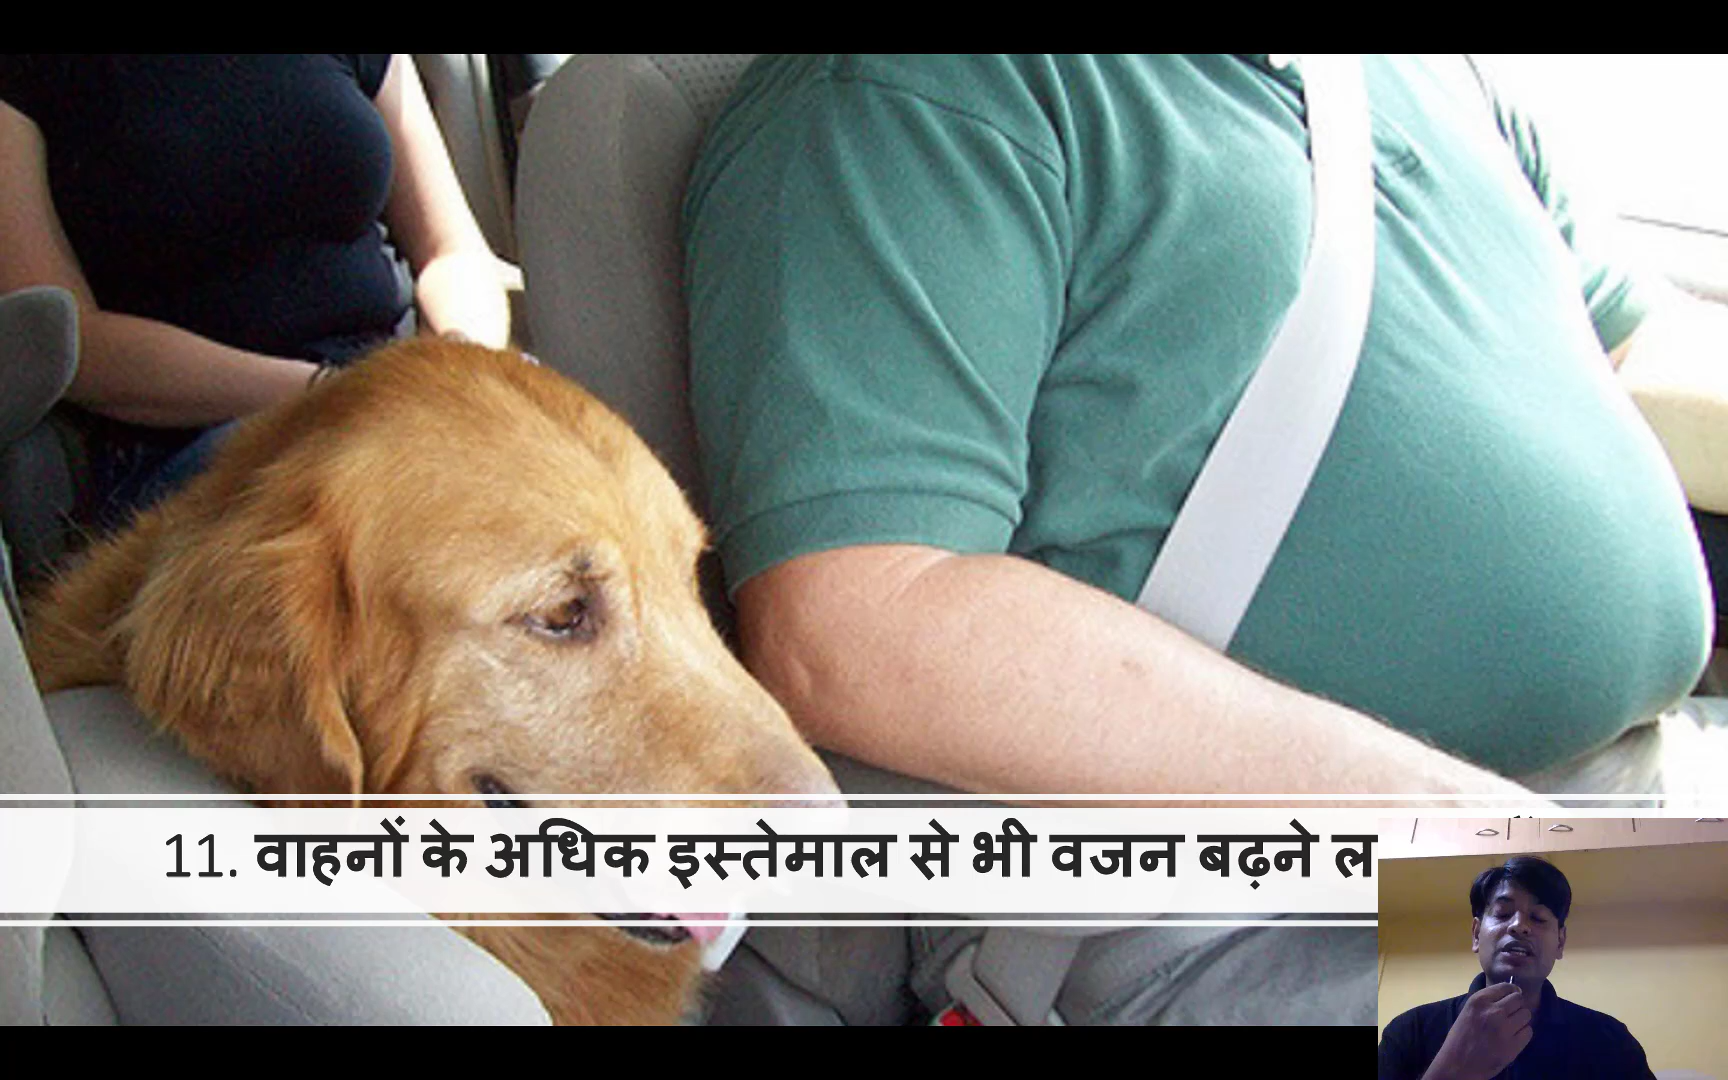 11. वाहनों के अधिक इस्तेमाल से भी वजन बढ़ने